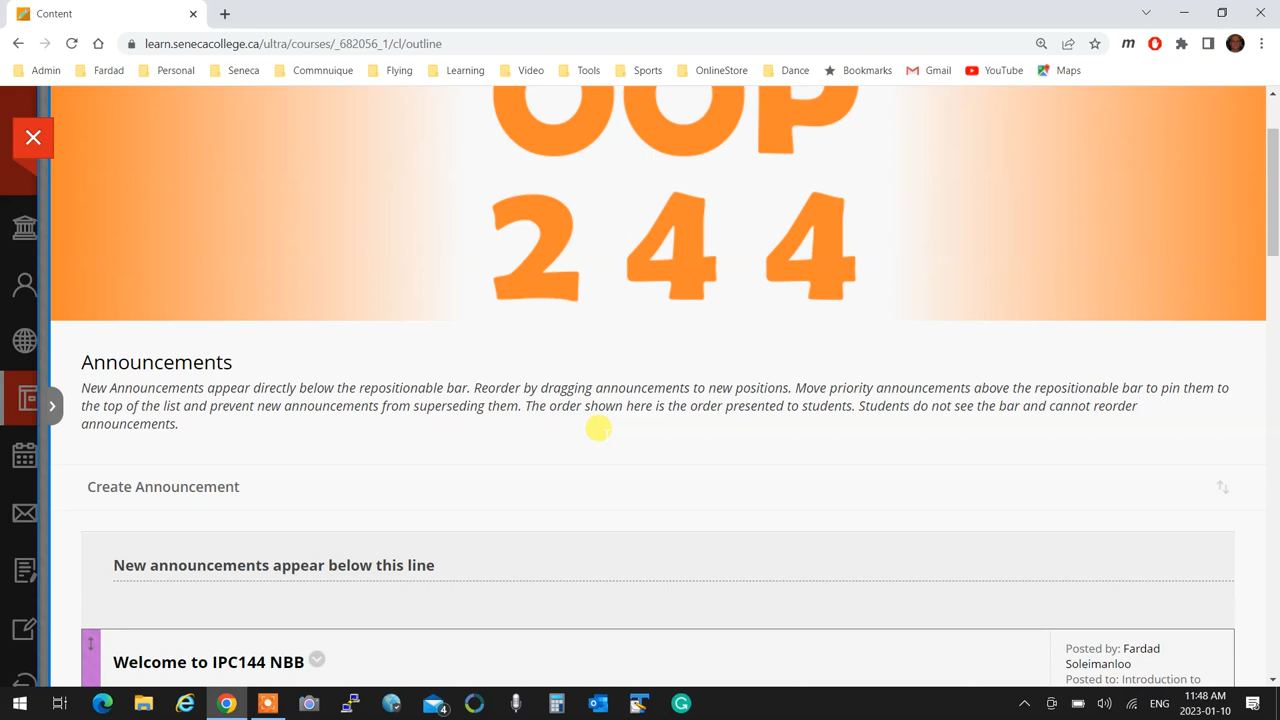 Content
learn.senecacollege.ca/ultra/courses/_682056_1/cl/outline
m
Admin Fardad Personal Seneca Commnuique Flying Learning Video Tools Sports OnlineStore Dance Bookmarks Gmail YouTube Maps
OOP
2 4 4
Announcements
New Announcements appear directly below the repositionable bar. Reorder by dragging announcements to new positions. Move priority announcements above the repositionable bar to pin them to
the top of the list and prevent new announcements from superseding them. The order shown here is the order presented to students. Students do not see the bar and cannot reorder
announcements.
Create Announcement
New announcements appear below this line
Welcome to IPC144 NBB
Posted by: Fardad
Soleimanloo
Posted to: Introduction to
4
ENG
11:48 AM
2023-01-10